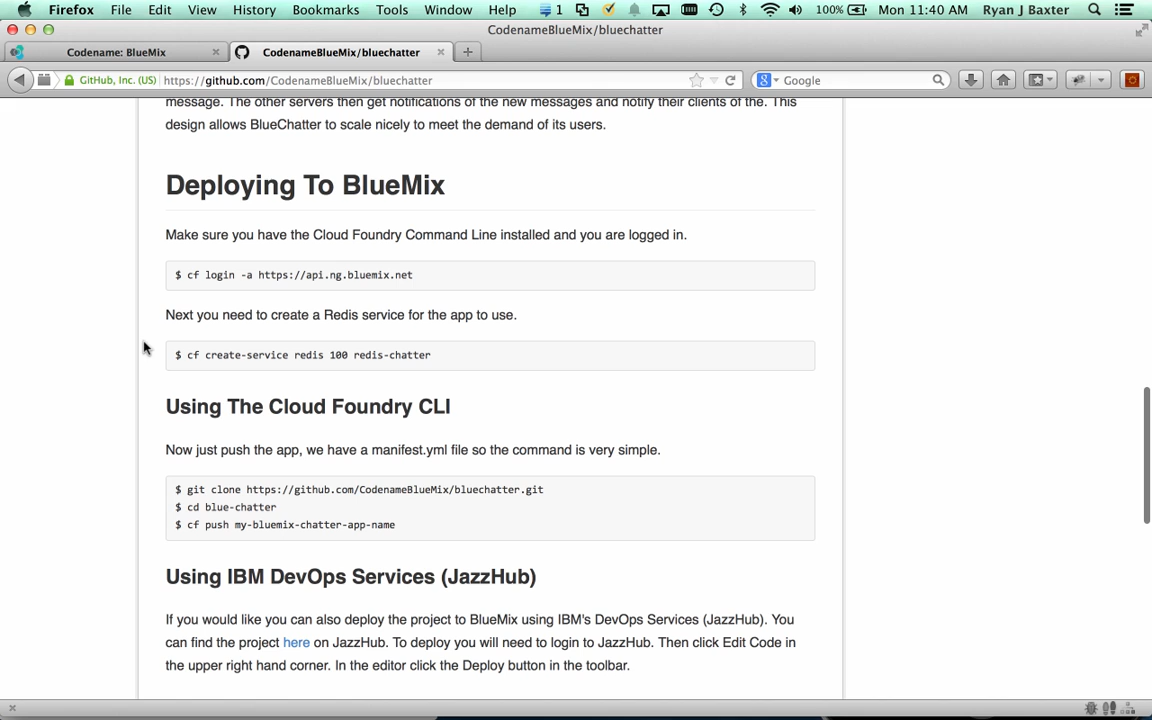 Firefox File Edit View History Bookmarks Tools Window Help 1 100% Mon 11:40 AM Ryan J Baxter
CodenameBlueMix/bluechatter
Codename: BlueMix × CodenameBlueMix/bluechatter × +
GitHub, Inc. (US) https://github.com/CodenameBlueMix/bluechatter Google
message. The other servers then get notifications of the new messages and notify their clients of the. This
design allows BlueChatter to scale nicely to meet the demand of its users.
Deploying To BlueMix
Make sure you have the Cloud Foundry Command Line installed and you are logged in.
$ cf login -a https://api.ng.bluemix.net
Next you need to create a Redis service for the app to use.
$ cf create-service redis 100 redis-chatter
Using The Cloud Foundry CLI
Now just push the app, we have a manifest.yml file so the command is very simple.
$ git clone https://github.com/CodenameBlueMix/bluechatter.git
$ cd blue-chatter
$ cf push my-bluemix-chatter-app-name
Using IBM DevOps Services (JazzHub)
If you would like you can also deploy the project to BlueMix using IBM's DevOps Services (JazzHub). You
can find the project here on JazzHub. To deploy you will need to login to JazzHub. Then click Edit Code in
the upper right hand corner. In the editor click the Deploy button in the toolbar.